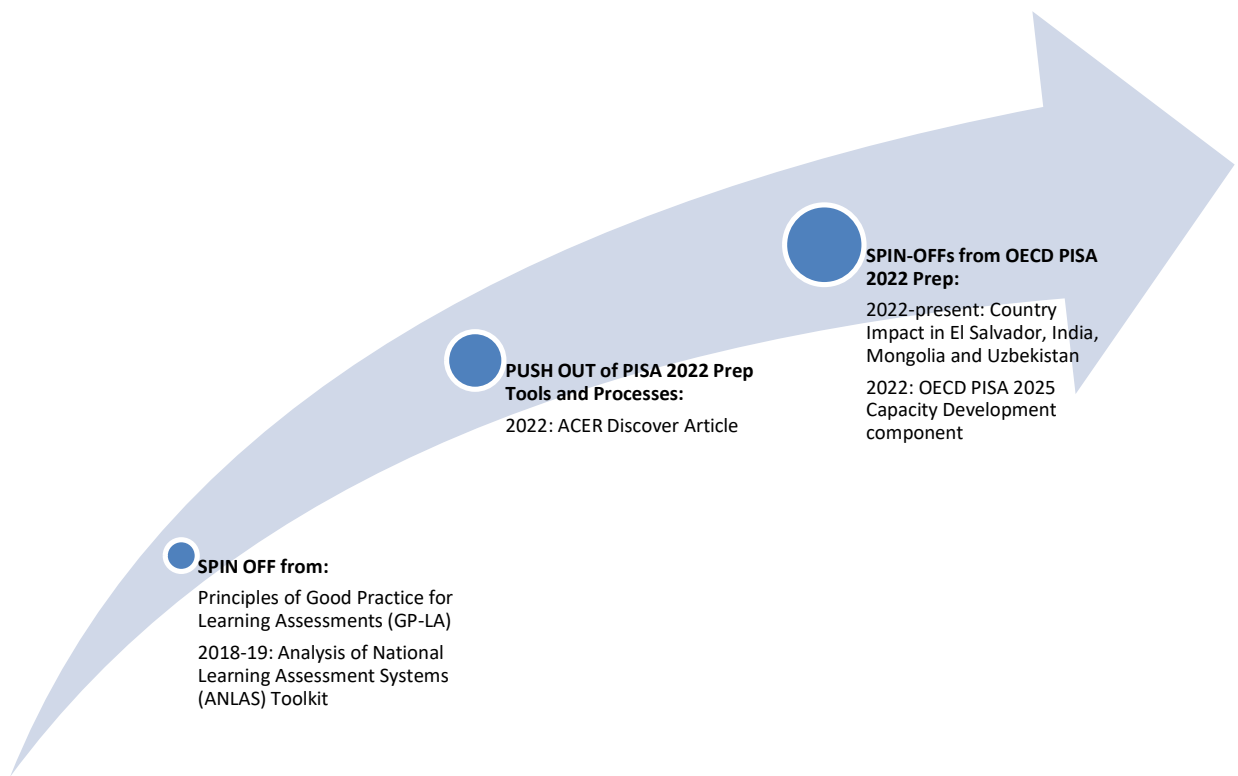 SPIN-OFFs from OECD PISA
2022 Prep:
2022-present: Country
Impact in El Salvador, India,
Mongolia and Uzbekistan
2022: OECD PISA 2025
Capacity Development
component
PUSH OUT of PISA 2022 Prep
Tools and Processes:
2022: ACER Discover Article
SPIN OFF from:
Principles of Good Practice for
Learning Assessments (GP-LA)
2018-19: Analysis of National
Learning Assessment Systems
(ANLAS) Toolkit